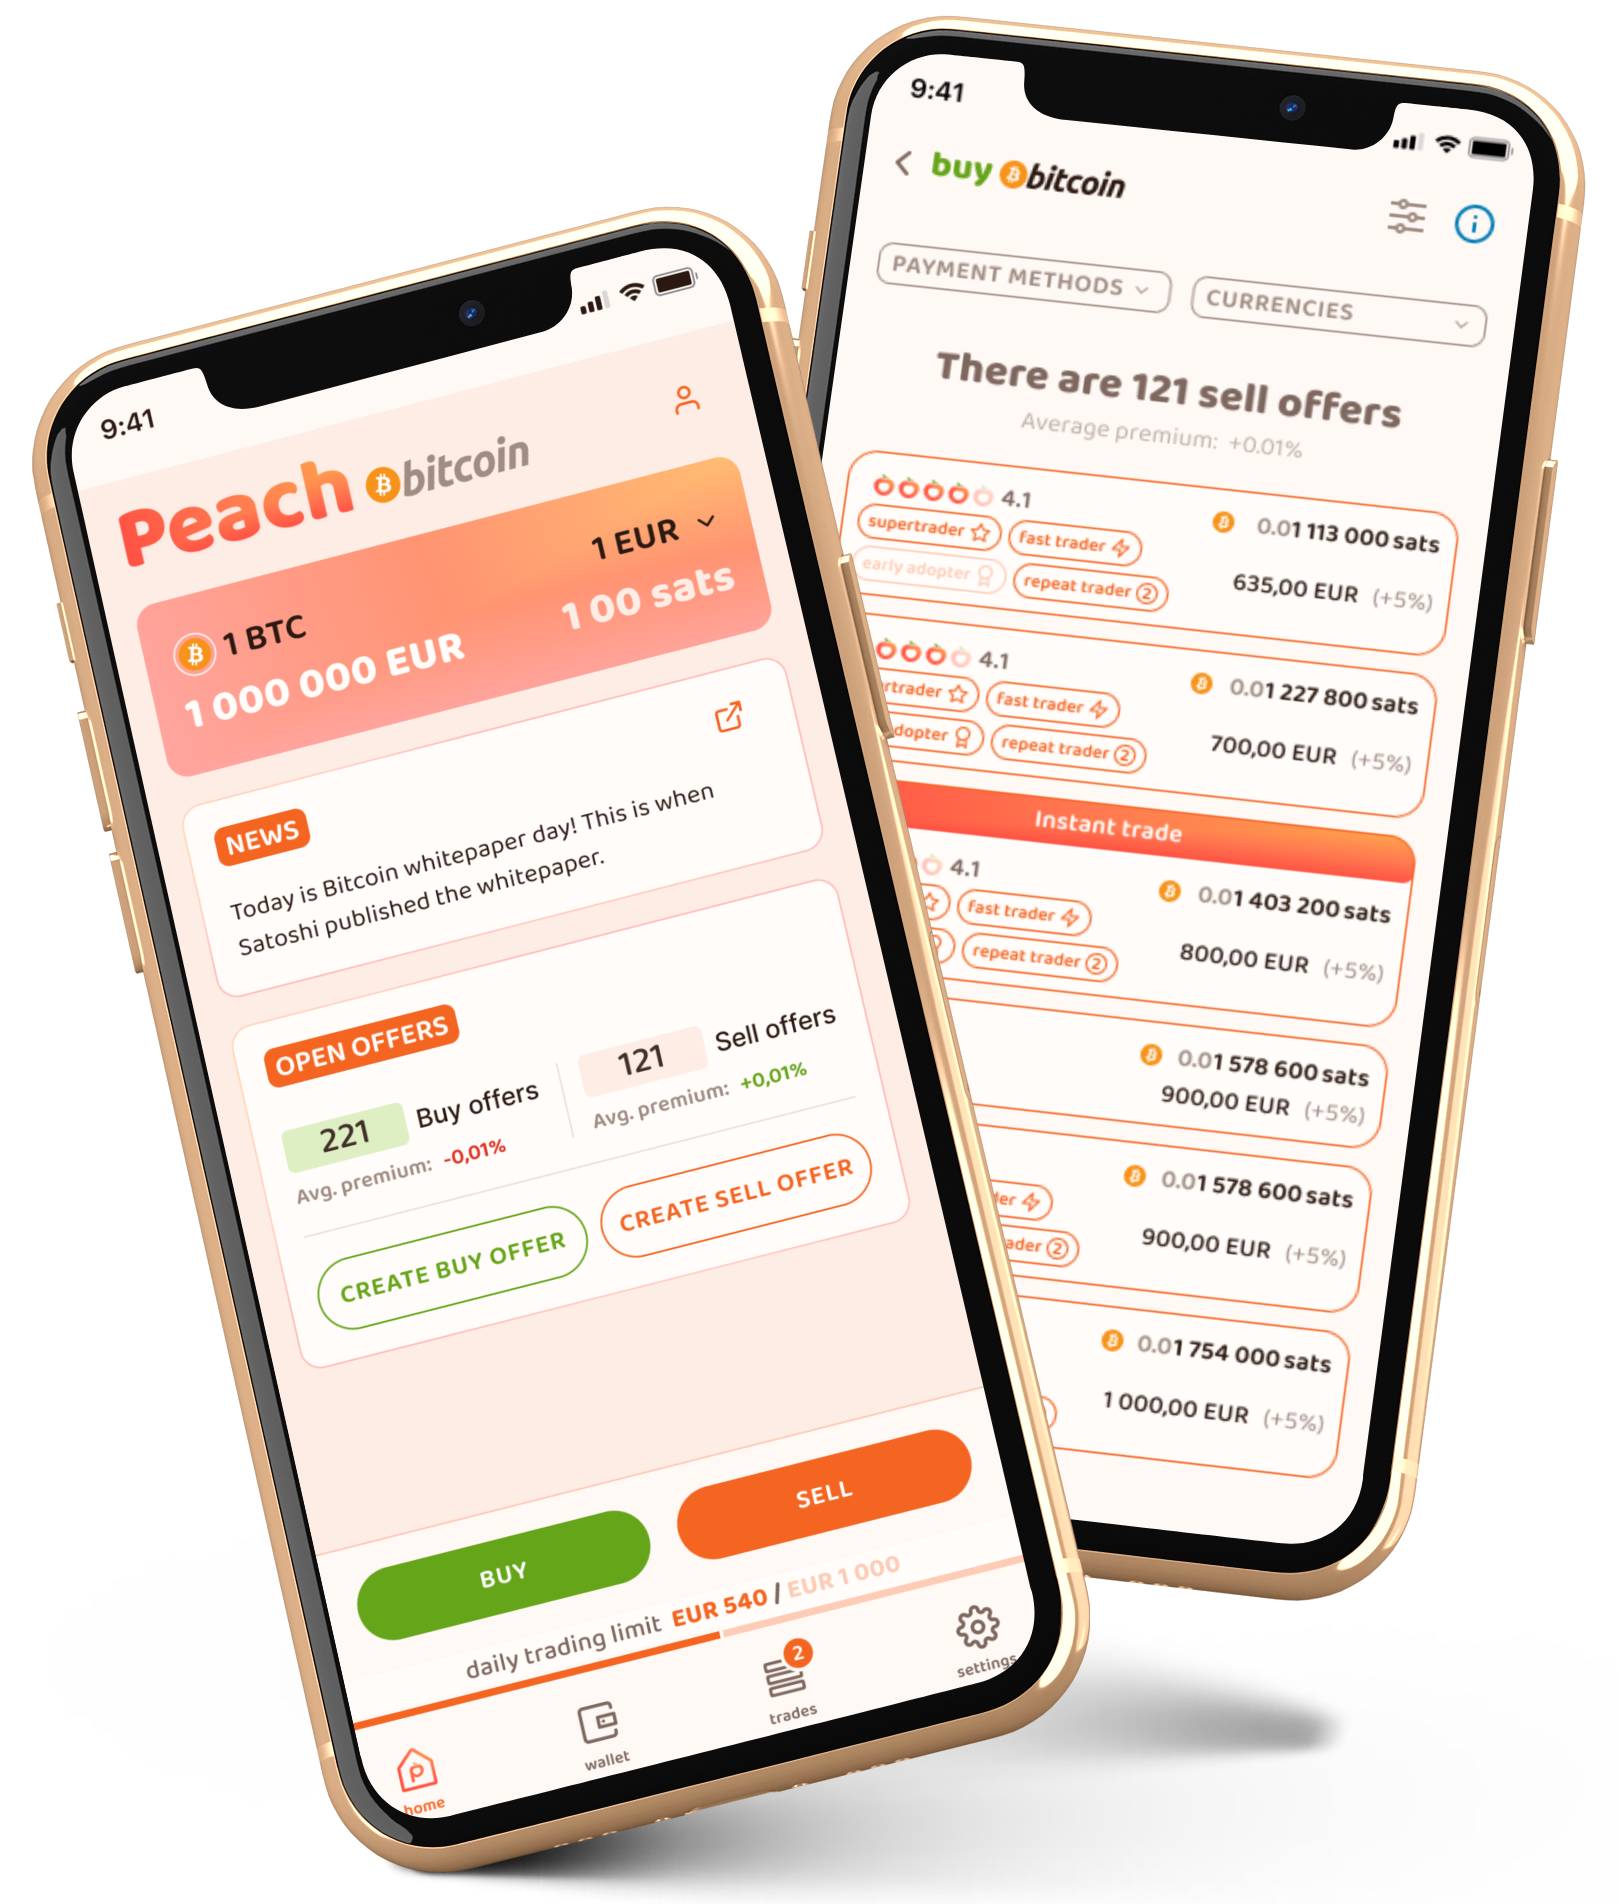 9:41
Peach bitcoin
1 EUR
1 00 sats
1 BTC
1 000 000 EUR
NEWS
Today is Bitcoin whitepaper day! This is when
Satoshi published the whitepaper.
OPEN OFFERS
221 Buy offers
Avg. premium: -0,01%
121 Sell offers
Avg. premium: +0,01%
CREATE BUY OFFER
CREATE SELL OFFER
BUY
SELL
daily trading limit EUR 540 / EUR 1 000
home
wallet
2
trades
settings
9:41
buy bitcoin
PAYMENT METHODS
CURRENCIES
There are 121 sell offers
Average premium: +0.01%
4.1
supertrader
fast trader
early adopter
repeat trader 2
0.01 113 000 sats
635,00 EUR (+5%)
4.1
rtrader
fast trader
dopter
repeat trader 2
0.01 227 800 sats
700,00 EUR (+5%)
Instant trade
4.1
fast trader
repeat trader 2
0.01 403 200 sats
800,00 EUR (+5%)
0.01 578 600 sats
900,00 EUR (+5%)
der
ader 2
0.01 578 600 sats
900,00 EUR (+5%)
0.01 754 000 sats
1 000,00 EUR (+5%)